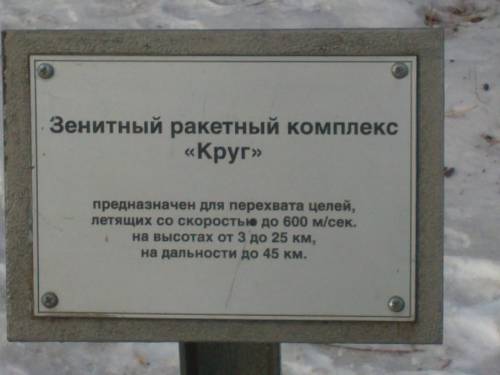 Зенитный ракетный комплекс
«Круг»
предназначен для перехвата целей,
летящих со скоростью до 600 м/сек.
на высотах от 3 до 25 км,
на дальности до 45 км.